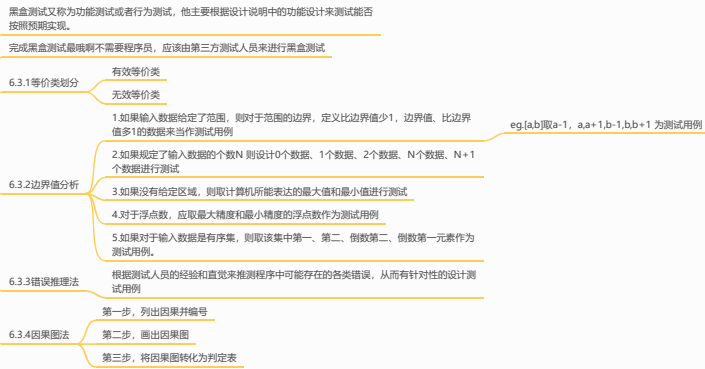 黑盒测试又称为功能测试或者行为测试，他主要根据设计说明中的功能设计来测试能否
按照预期实现。
完成黑盒测试最哦啊不需要程序员，应该由第三方测试人员来进行黑盒测试
6.3.1等价类划分
有效等价类
无效等价类
6.3.2边界值分析
1.如果输入数据给定了范围，则对于范围的边界，定义比边界值少1，边界值、比边界
值多1的数据来当作测试用例
eg.[a,b]取a-1，a,a+1,b-1,b,b+1 为测试用例
2.如果规定了输入数据的个数N 则设计0个数据、1个数据、2个数据、N个数据、N+1
个数据进行测试
3.如果没有给定区域，则取计算机所能表达的最大值和最小值进行测试
4.对于浮点数，应取最大精度和最小精度的浮点数作为测试用例
5.如果对于输入数据是有序集，则取该集中第一、第二、倒数第二、倒数第一元素作为
测试用例。
6.3.3错误推理法
根据测试人员的经验和直觉来推测程序中可能存在的各类错误，从而有针对性的设计测
试用例
6.3.4因果图法
第一步，列出因果并编号
第二步，画出因果图
第三步，将因果图转化为判定表